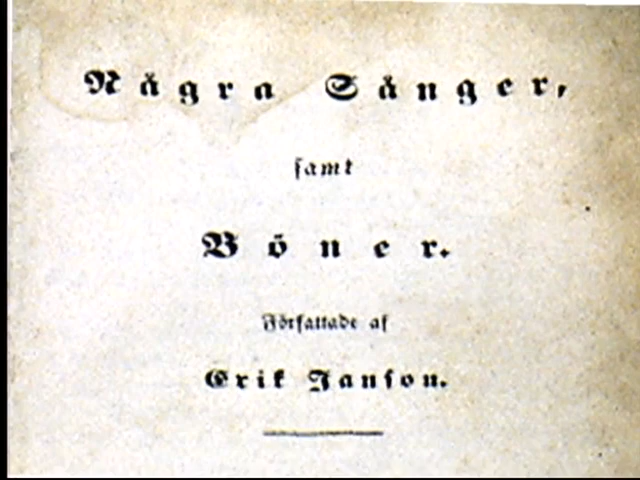 Några Sånger,
samt
Böner.
Författade af
Erik Janson.